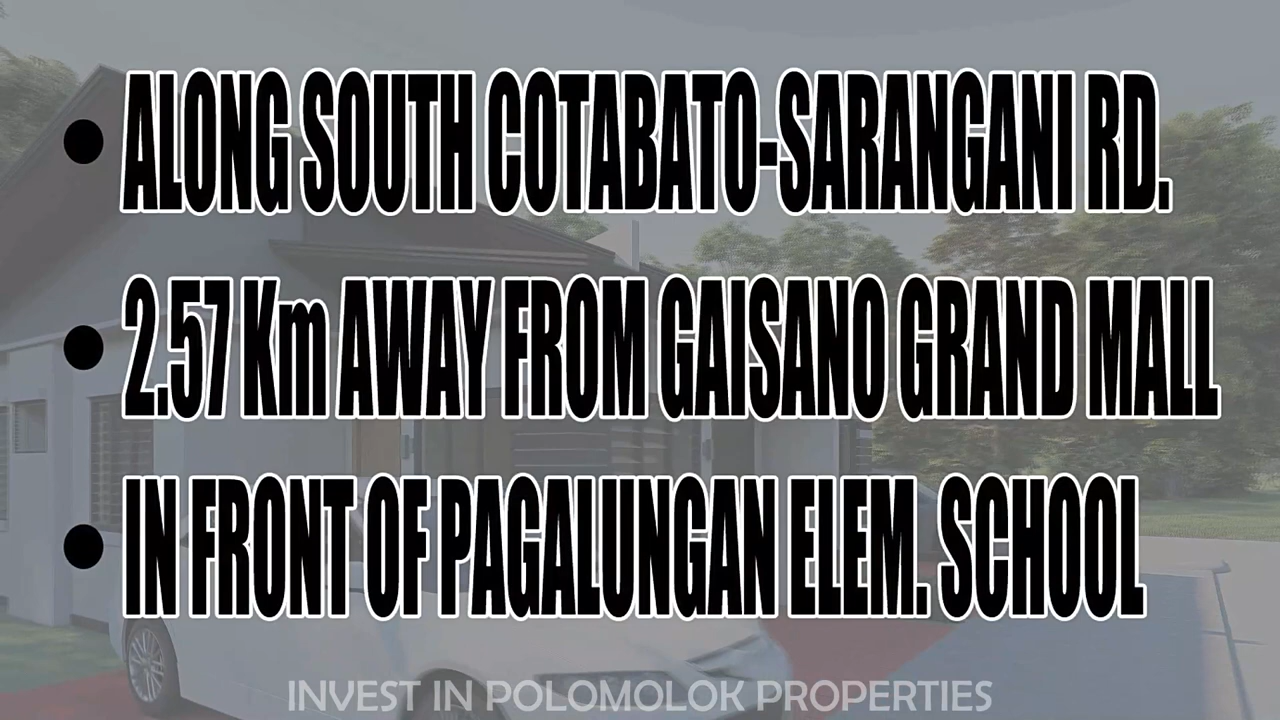 • ALONG SOUTH COTABATO-SARANGANI RD.
• 2.57 Km AWAY FROM GAISANO GRAND MALL
• IN FRONT OF PAGALUNGAN ELEM. SCHOOL
INVEST IN POLOMOLOK PROPERTIES